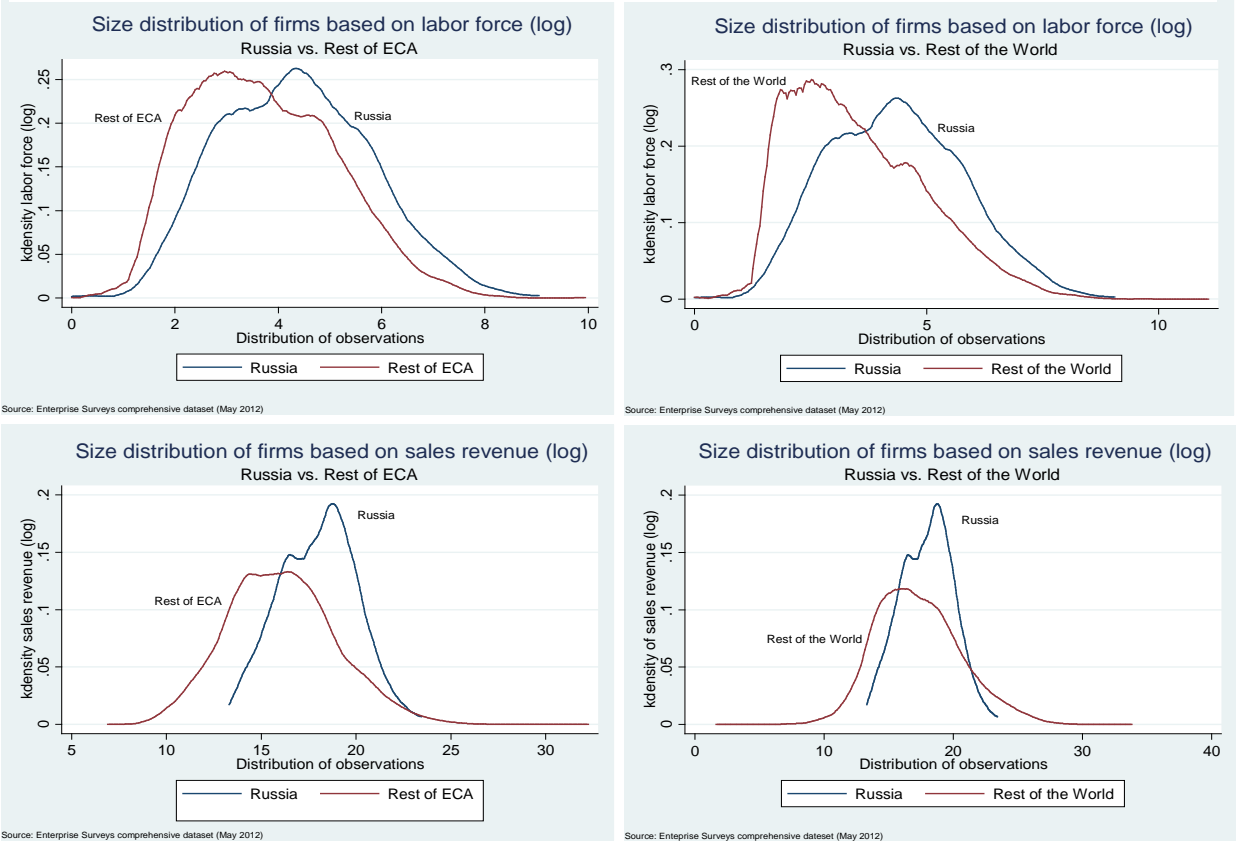 Size distribution of firms based on labor force (log)
Russia vs. Rest of ECA
kdensity labor force (log)
0 .05 .1 .15 .2 .25
Rest of ECA
Russia
0 2 4 6 8 10
Distribution of observations
Russia Rest of ECA
Source: Enterprise Surveys comprehensive dataset (May 2012)
Size distribution of firms based on labor force (log)
Russia vs. Rest of the World
kdensity labor force (log)
0 .1 .2 .3
Rest of the World
Russia
0 5 10
Distribution of observations
Russia Rest of the World
Source: Enterprise Surveys comprehensive dataset (May 2012)
Size distribution of firms based on sales revenue (log)
Russia vs. Rest of ECA
kdensity sales revenue (log)
0 .05 .1 .15 .2
Russia
Rest of ECA
5 10 15 20 25 30
Distribution of observations
Russia Rest of ECA
Source: Enterprise Surveys comprehensive dataset (May 2012)
Size distribution of firms based on sales revenue (log)
Russia vs. Rest of the World
kdensity of sales revenue (log)
0 .05 .1 .15 .2
Russia
Rest of the World
0 10 20 30 40
Distribution of observations
Russia Rest of the World
Source: Enteprise Surveys comprehensive dataset (May 2012)